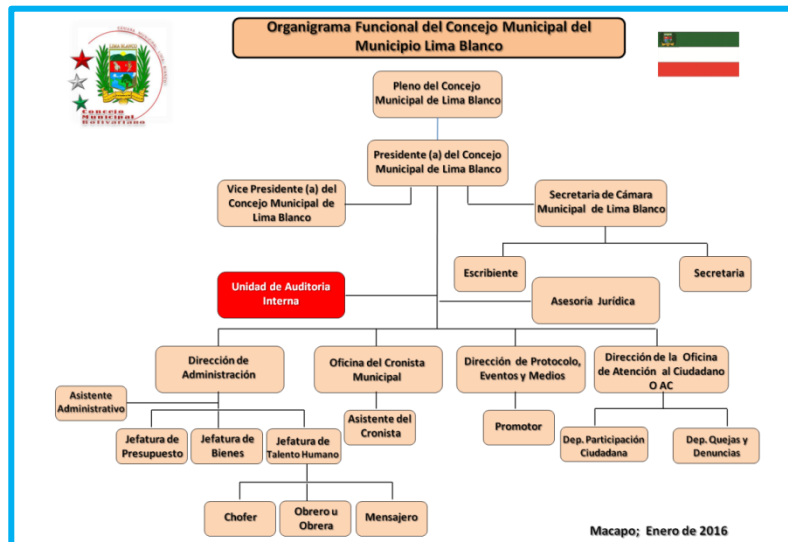 Organigrama Funcional del Concejo Municipal del
Municipio Lima Blanco
LIMA BLANCO
Concejo
Municipal
Bolivariano
Pleno del Concejo
Municipal de Lima Blanco
Presidente (a) del Concejo
Municipal de Lima Blanco
Vice Presidente (a) del
Concejo Municipal de
Lima Blanco
Secretaria de Cámara
Municipal de Lima Blanco
Escribiente
Secretaria
Unidad de Auditoria
Interna
Asesoría Jurídica
Dirección de
Administración
Oficina del Cronista
Municipal
Dirección de Protocolo,
Eventos y Medios
Dirección de la Oficina
de Atención al Ciudadano
O AC
Asistente
Administrativo
Jefatura de
Presupuesto
Jefatura de
Bienes
Jefatura de
Talento Humano
Asistente del
Cronista
Promotor
Dep. Participación
Ciudadana
Dep. Quejas y
Denuncias
Chofer
Obrero u
Obrera
Mensajero
Macapo; Enero de 2016